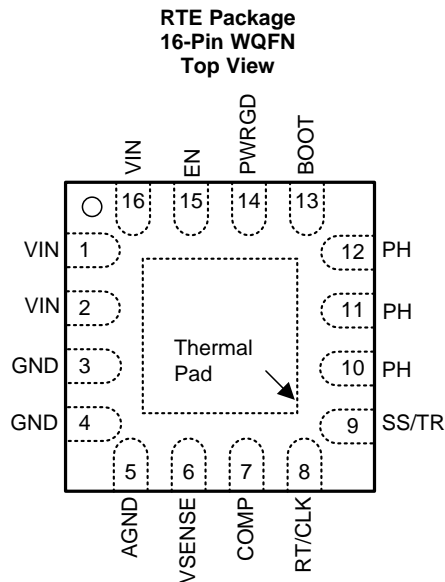 RTE Package
16-Pin WQFN
Top View
VIN
EN
PWRGD
BOOT
16
15
14
13
VIN 1
12 PH
VIN 2
11 PH
GND 3
10 PH
GND 4
9 SS/TR
Thermal
Pad
5
6
7
8
AGND
VSENSE
COMP
RT/CLK